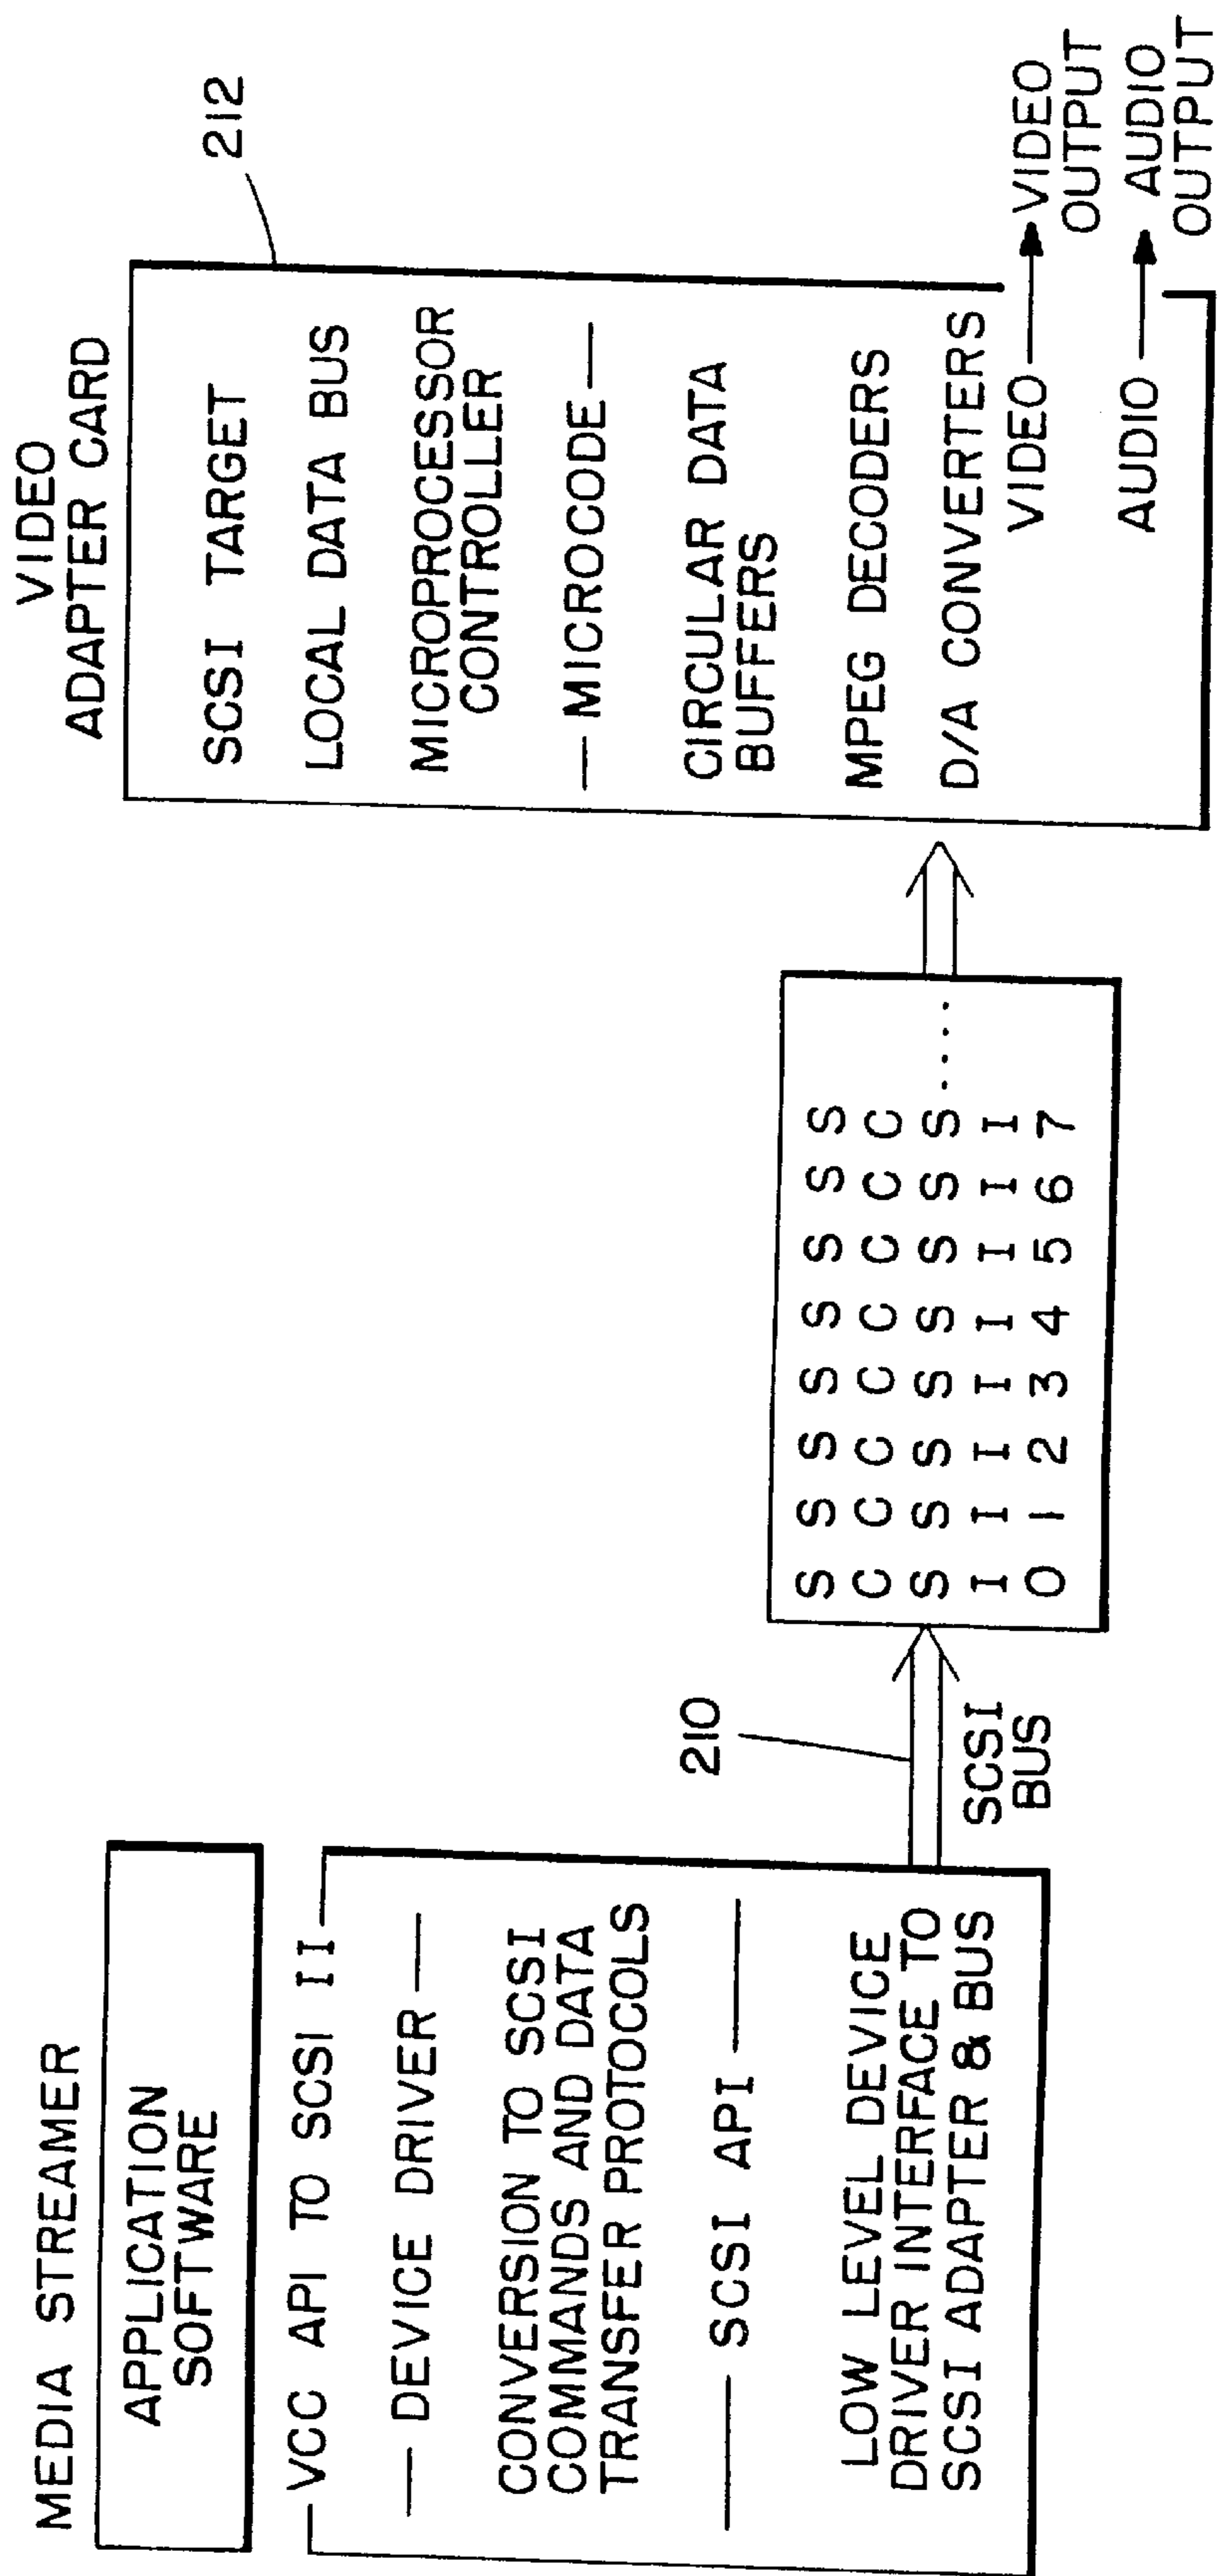 MEDIA STREAMER
APPLICATION
SOFTWARE
VCC API TO SCSI II
DEVICE DRIVER
CONVERSION TO SCSI
COMMANDS AND DATA
TRANSFER PROTOCOLS
SCSI API
LOW LEVEL DEVICE
DRIVER INTERFACE TO
SCSI ADAPTER & BUS
210
SCSI
BUS
S S S S S S S S
C C C C C C C C
S S S S S S S S ....
I I I I I I I I
0 1 2 3 4 5 6 7
VIDEO
ADAPTER CARD
212
SCSI TARGET
LOCAL DATA BUS
MICROPROCESSOR
CONTROLLER
MICROCODE
CIRCULAR DATA
BUFFERS
MPEG DECODERS
D/A CONVERTERS
VIDEO
VIDEO
OUTPUT
AUDIO
AUDIO
OUTPUT